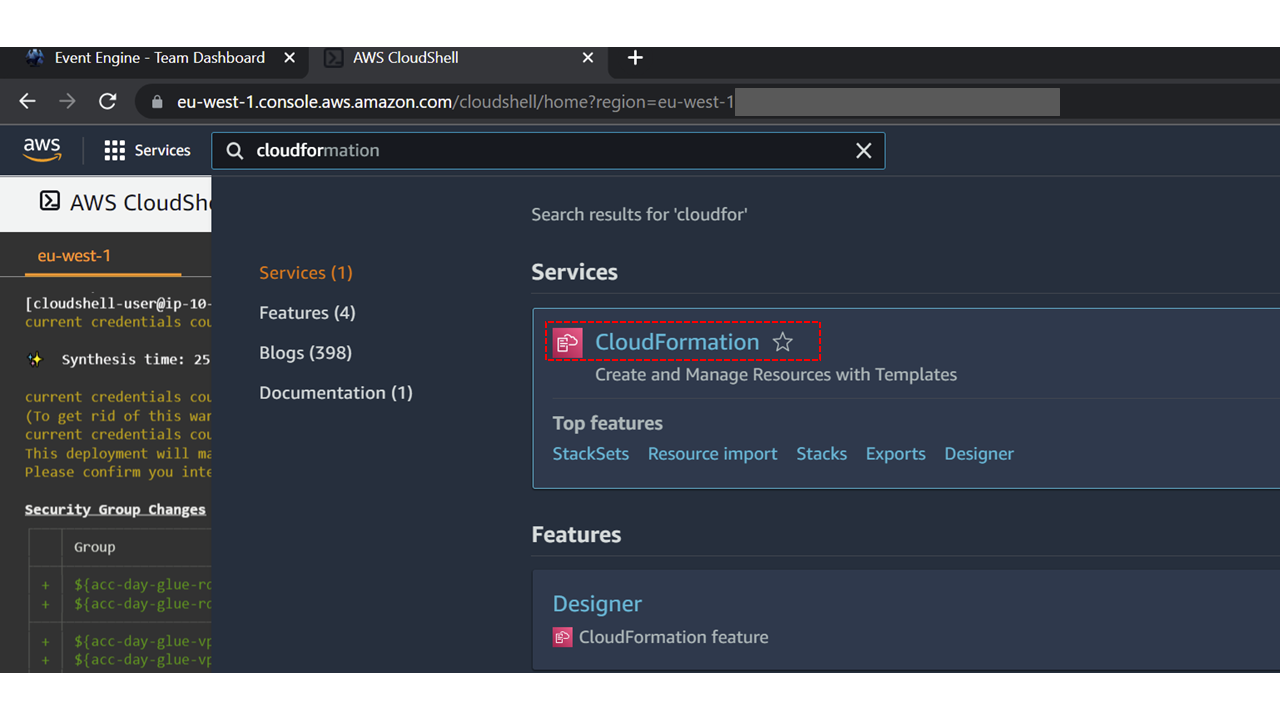 Event Engine - Team Dashboard
AWS CloudShell
eu-west-1.console.aws.amazon.com/cloudshell/home?region=eu-west-1
aws
Services
cloudformation
AWS CloudShe
eu-west-1
[cloudshell-user@ip-10-
current credentials cou
Synthesis time: 25
current credentials cou
(To get rid of this war
current credentials cou
This deployment will ma
Please confirm you inte
Security Group Changes
Group
+ ${acc-day-glue-ro
+ ${acc-day-glue-ro
+ ${acc-day-glue-vp
+ ${acc-day-glue-vp
Services (1)
Features (4)
Blogs (398)
Documentation (1)
Search results for 'cloudfor'
Services
CloudFormation
Create and Manage Resources with Templates
Top features
StackSets Resource import Stacks Exports Designer
Features
Designer
CloudFormation feature